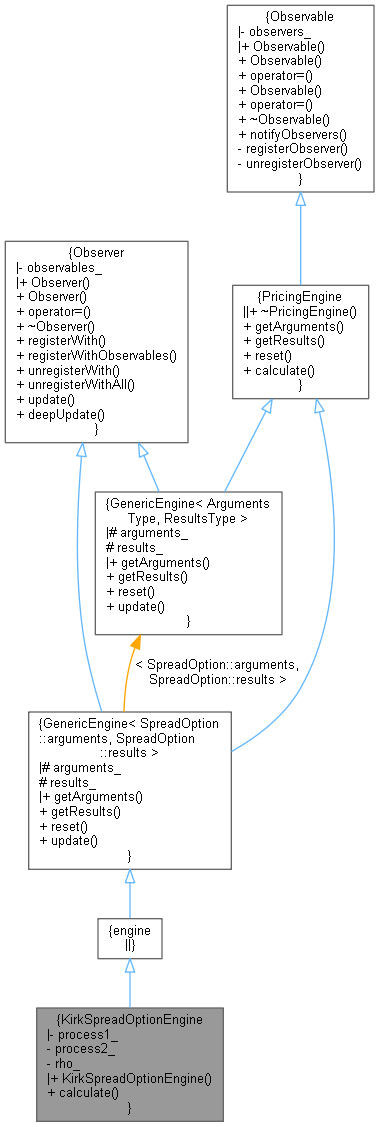 {Observable
|- observers_
|+ Observable()
+ Observable()
+ operator=()
+ Observable()
+ operator=()
+ ~Observable()
+ notifyObservers()
- registerObserver()
- unregisterObserver()
}
{Observer
|- observables_
|+ Observer()
+ Observer()
+ operator=()
+ ~Observer()
+ registerWith()
+ registerWithObservables()
+ unregisterWith()
+ unregisterWithAll()
+ update()
+ deepUpdate()
}
{PricingEngine
||+ ~PricingEngine()
+ getArguments()
+ getResults()
+ reset()
+ calculate()
}
{GenericEngine< Arguments
Type, ResultsType >
|# arguments_
# results_
|+ getArguments()
+ getResults()
+ reset()
+ update()
}
< SpreadOption::arguments,
SpreadOption::results >
{GenericEngine< SpreadOption
::arguments, SpreadOption
::results >
|# arguments_
# results_
|+ getArguments()
+ getResults()
+ reset()
+ update()
}
{engine
||}
{KirkSpreadOptionEngine
|- process1_
- process2_
- rho_
|+ KirkSpreadOptionEngine()
+ calculate()
}